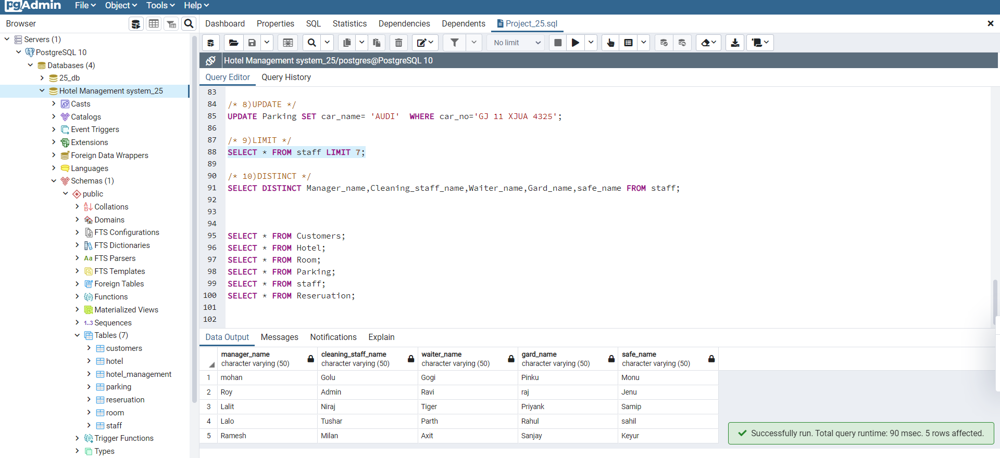 pgAdmin File Object Tools Help
Browser
Dashboard Properties SQL Statistics Dependencies Dependents Project_25.sql
Servers (1)
PostgreSQL 10
Databases (4)
25_db
Hotel Management system_25
Casts
Catalogs
Event Triggers
Extensions
Foreign Data Wrappers
Languages
Schemas (1)
public
Collations
Domains
FTS Configurations
FTS Dictionaries
Aa FTS Parsers
FTS Templates
Foreign Tables
Functions
Materialized Views
1..3 Sequences
Tables (7)
customers
hotel
hotel_management
parking
reseruation
room
staff
Trigger Functions
Types
No limit
Hotel Management system_25/postgres@PostgreSQL 10
Query Editor Query History
83
84 /* 8)UPDATE */
85 UPDATE Parking SET car_name= 'AUDI'  WHERE car_no='GJ 11 XJUA 4325';
86
87 /* 9)LIMIT */
88 SELECT * FROM staff LIMIT 7;
89
90 /* 10)DISTINCT */
91 SELECT DISTINCT Manager_name,Cleaning_staff_name,Waiter_name,Gard_name,safe_name FROM staff;
92
93
94
95 SELECT * FROM Customers;
96 SELECT * FROM Hotel;
97 SELECT * FROM Room;
98 SELECT * FROM Parking;
99 SELECT * FROM staff;
100 SELECT * FROM Reseruation;
101
102
Data Output Messages Notifications Explain
manager_name cleaning_staff_name waiter_name gard_name safe_name
character varying (50) character varying (50) character varying (50) character varying (50) character varying (50)
1 mohan Golu Gogi Pinku Monu
2 Roy Admin Ravi raj Jenu
3 Lalit Niraj Tiger Priyank Samip
4 Lalo Tushar Parth Rahul sahil
5 Ramesh Milan Axit Sanjay Keyur
Successfully run. Total query runtime: 90 msec. 5 rows affected.